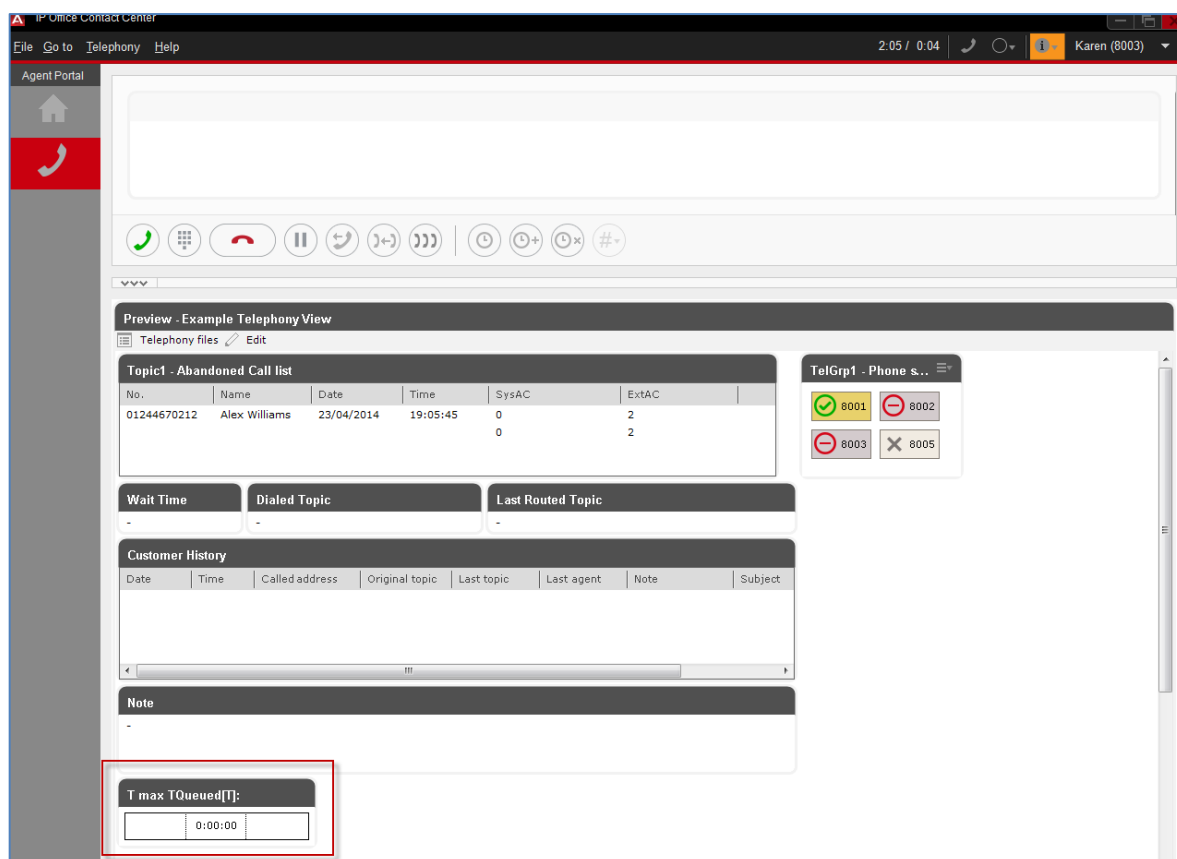 IP Office Contact Center
File Go to Telephony Help 2:05 / 0:04 Karen (8003)
Agent Portal
Preview - Example Telephony View
Telephony files Edit
Topic1 - Abandoned Call list
No. Name Date Time SysAC ExtAC
01244670212 Alex Williams 23/04/2014 19:05:45 0 2
0 2
TelGrp1 - Phone s...
8001 8002
8003 8005
Wait Time Dialed Topic Last Routed Topic
- - -
Customer History
Date Time Called address Original topic Last topic Last agent Note Subject
Note
-
T max TQueued[T]:
0:00:00